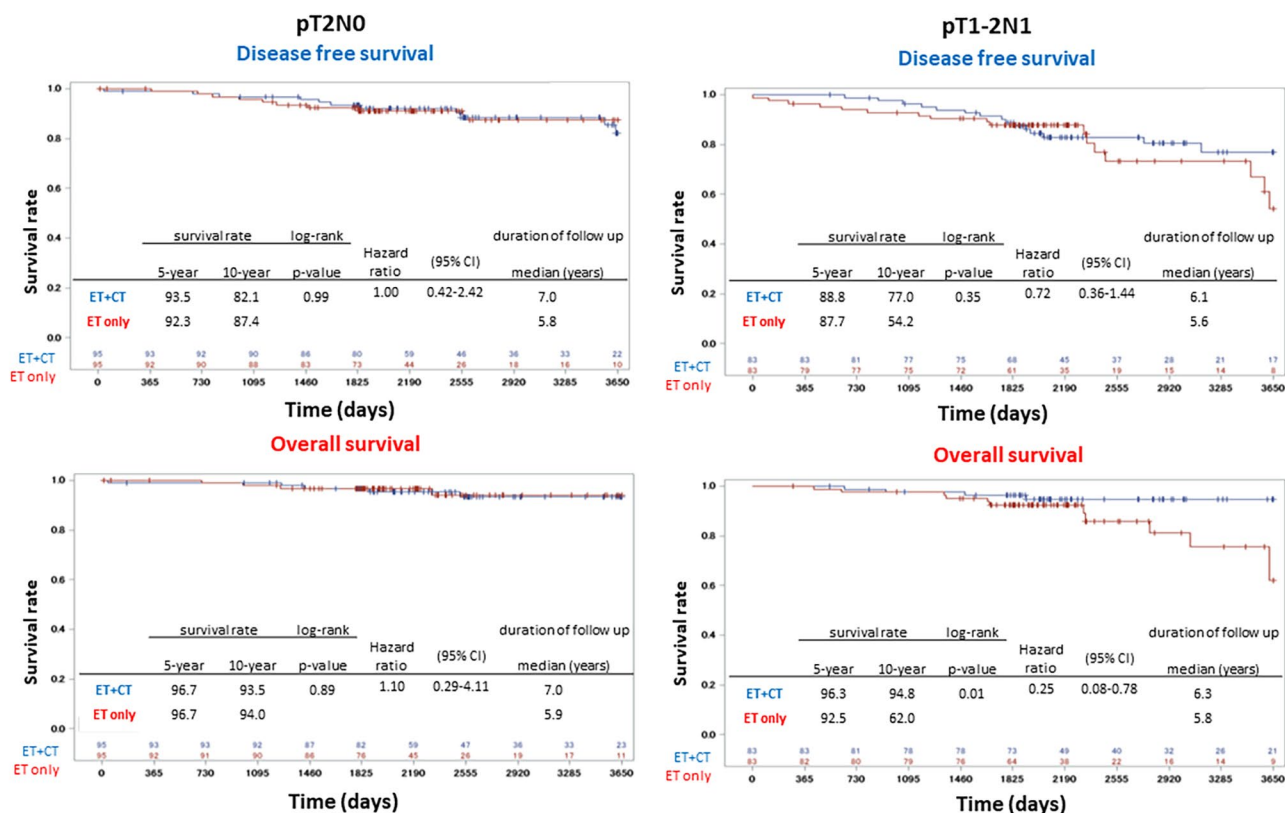 pT2N0
Disease free survival
Survival rate
1.0
0.8
0.6
0.4
0.2
0.0
survival rate log-rank duration of follow up
5-year 10-year p-value Hazard ratio (95% CI) median (years)
ET+CT 93.5 82.1 0.99 1.00 0.42-2.42 7.0
ET only 92.3 87.4 5.8
ET+CT 95 93 92 90 86 80 59 46 36 33 22
ET only 95 92 90 88 83 73 44 26 18 16 10
0 365 730 1095 1460 1825 2190 2555 2920 3285 3650
Time (days)
Overall survival
Survival rate
1.0
0.8
0.6
0.4
0.2
0.0
survival rate log-rank duration of follow up
5-year 10-year p-value Hazard ratio (95% CI) median (years)
ET+CT 96.7 93.5 0.89 1.10 0.29-4.11 7.0
ET only 96.7 94.0 5.9
ET+CT 95 93 93 92 87 82 59 47 36 33 23
ET only 95 92 91 90 86 76 45 26 19 17 11
0 365 730 1095 1460 1825 2190 2555 2920 3285 3650
Time (days)
pT1-2N1
Disease free survival
Survival rate
1.0
0.8
0.6
0.4
0.2
0.0
survival rate log-rank duration of follow up
5-year 10-year p-value Hazard ratio (95% CI) median (years)
ET+CT 88.8 77.0 0.35 0.72 0.36-1.44 6.1
ET only 87.7 54.2 5.6
ET+CT 83 83 81 77 75 68 45 37 28 21 17
ET only 83 79 77 75 72 61 35 19 15 14 8
0 365 730 1095 1460 1825 2190 2555 2920 3285 3650
Time (days)
Overall survival
Survival rate
1.0
0.8
0.6
0.4
0.2
0.0
survival rate log-rank duration of follow up
5-year 10-year p-value Hazard ratio (95% CI) median (years)
ET+CT 96.3 94.8 0.01 0.25 0.08-0.78 6.3
ET only 92.5 62.0 5.8
ET+CT 83 83 81 78 78 73 49 40 32 26 21
ET only 83 82 80 79 76 64 38 22 16 14 9
0 365 730 1095 1460 1825 2190 2555 2920 3285 3650
Time (days)